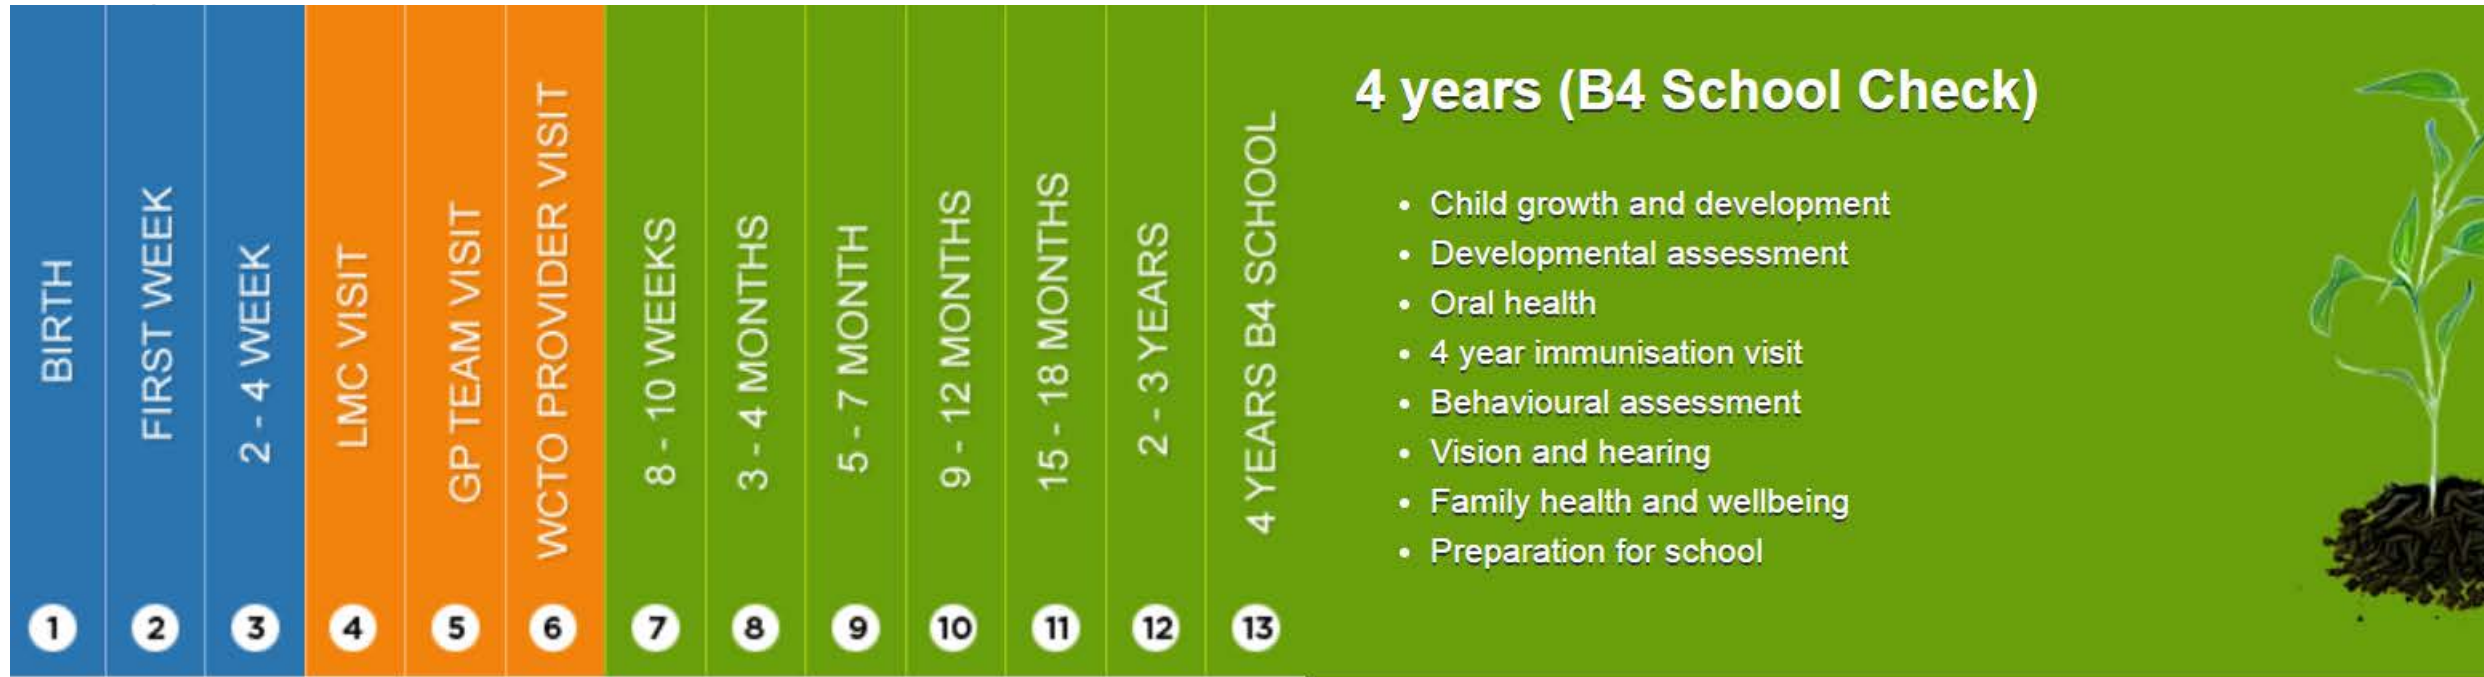 BIRTH
1
FIRST WEEK
2
2 - 4 WEEK
3
LMC VISIT
4
GP TEAM VISIT
5
WCTO PROVIDER VISIT
6
8 - 10 WEEKS
7
3 - 4 MONTHS
8
5 - 7 MONTH
9
9 - 12 MONTHS
10
15 - 18 MONTHS
11
2 - 3 YEARS
12
4 YEARS B4 SCHOOL
13
4 years (B4 School Check)
• Child growth and development
• Developmental assessment
• Oral health
• 4 year immunisation visit
• Behavioural assessment
• Vision and hearing
• Family health and wellbeing
• Preparation for school